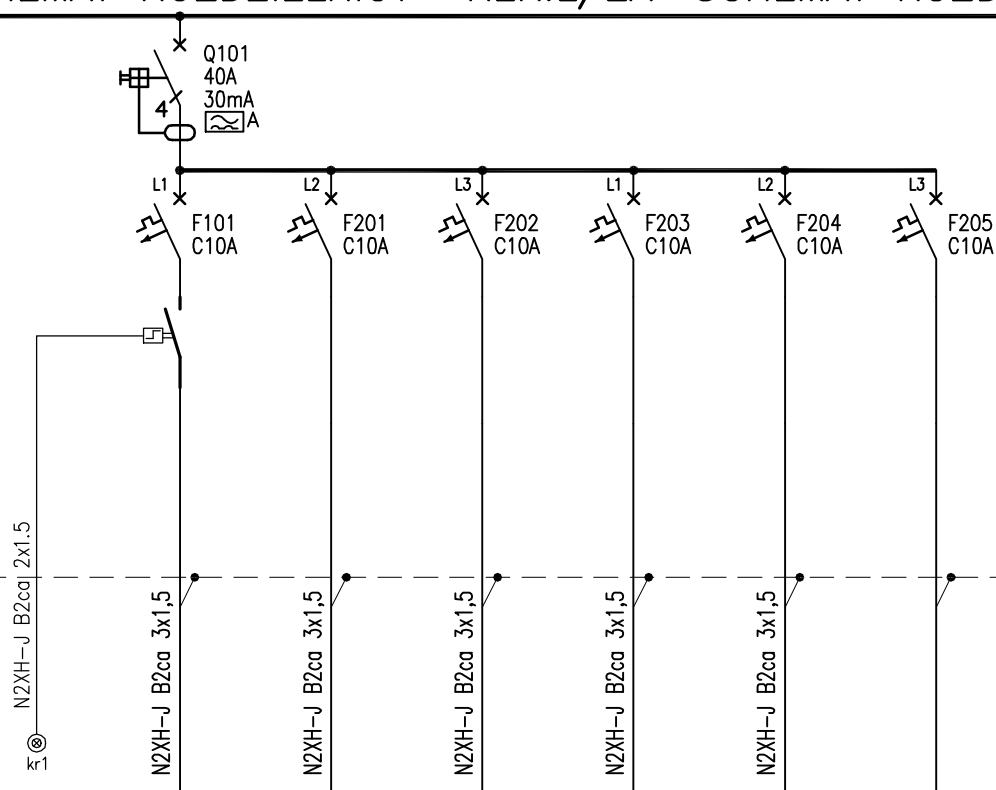 Q101
40A
30mA
4
A
L1
L2
L3
L1
L2
L3
F101
C10A
F201
C10A
F202
C10A
F203
C10A
F204
C10A
F205
C10A
N2XH-J B2ca 2x1.5
N2XH-J B2ca 3x1,5
N2XH-J B2ca 3x1,5
N2XH-J B2ca 3x1,5
N2XH-J B2ca 3x1,5
N2XH-J B2ca 3x1,5
kr1